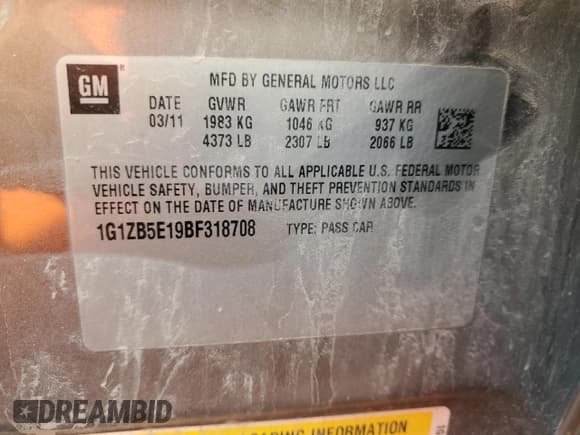 GM
MFD BY GENERAL MOTORS LLC
DATE GVWR GAWR FRT GAWR RR
03/11 1983 KG 1046 KG 937 KG
4373 LB 2307 LB 2066 LB
THIS VEHICLE CONFORMS TO ALL APPLICABLE U.S. FEDERAL MOTOR
VEHICLE SAFETY, BUMPER, AND THEFT PREVENTION STANDARDS IN
EFFECT ON THE DATE OF MANUFACTURE SHOWN ABOVE.
1G1ZB5E19BF318708 TYPE: PASS CAR
DREAMBID
INFORMATION